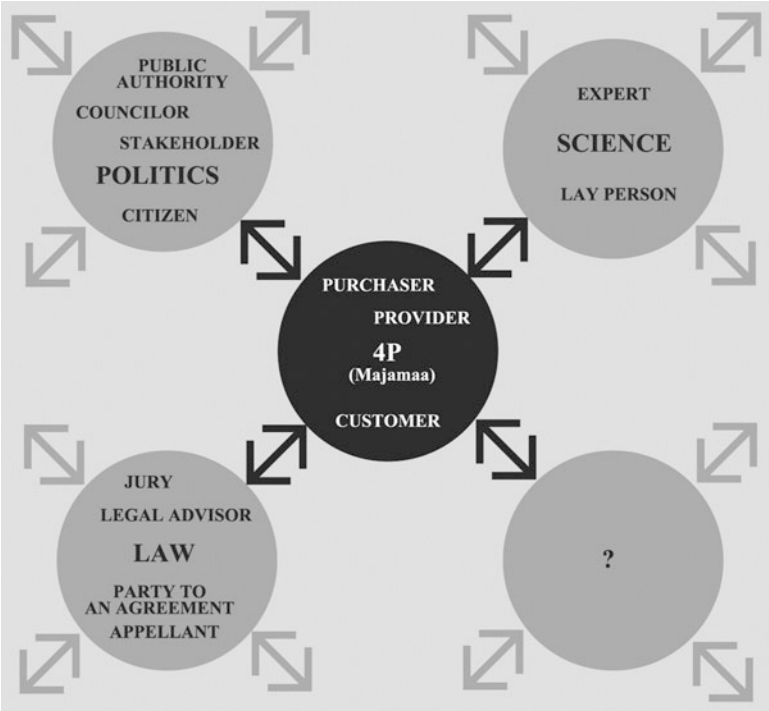 PUBLIC
AUTHORITY
COUNCILOR
STAKEHOLDER
POLITICS
CITIZEN
EXPERT
SCIENCE
LAY PERSON
PURCHASER
PROVIDER
4P
(Majamaa)
CUSTOMER
JURY
LEGAL ADVISOR
LAW
PARTY TO
AN AGREEMENT
APPELLANT
?